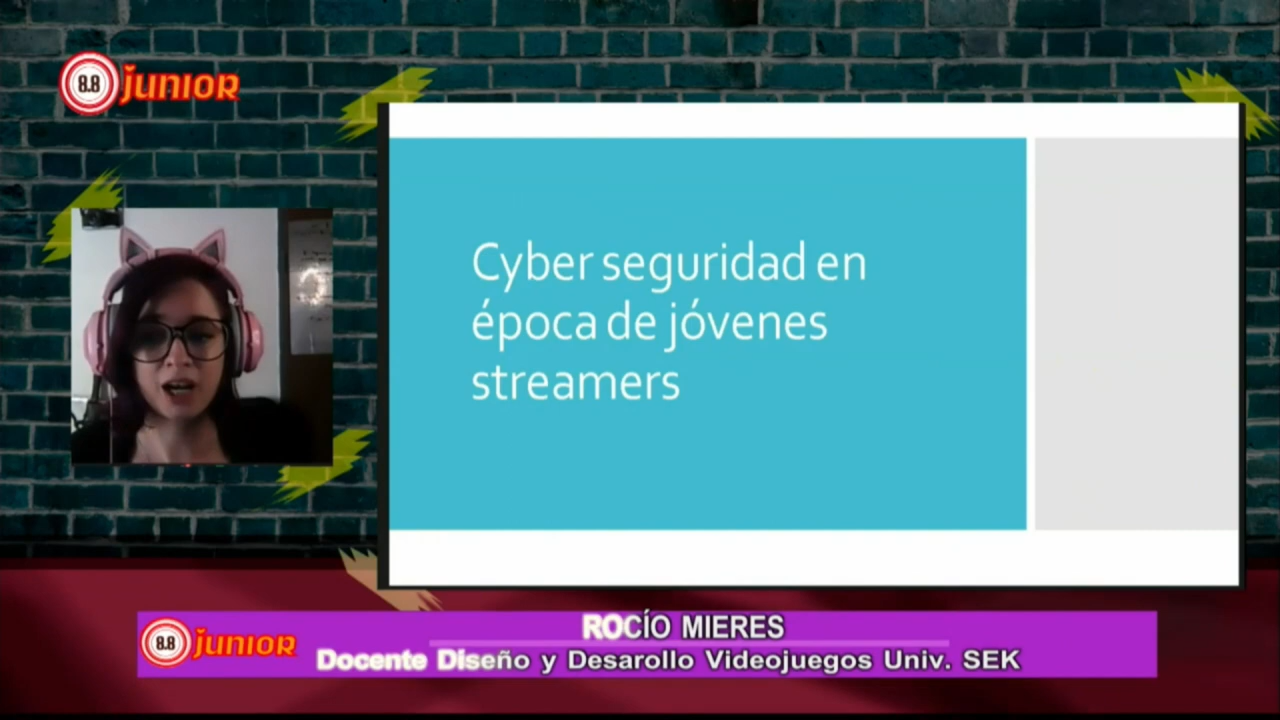 8.8 JUNIOR
Cyber seguridad en
época de jóvenes
streamers
8.8 JUNIOR
ROCÍO MIERES
Docente Diseño y Desarollo Videojuegos Univ. SEK